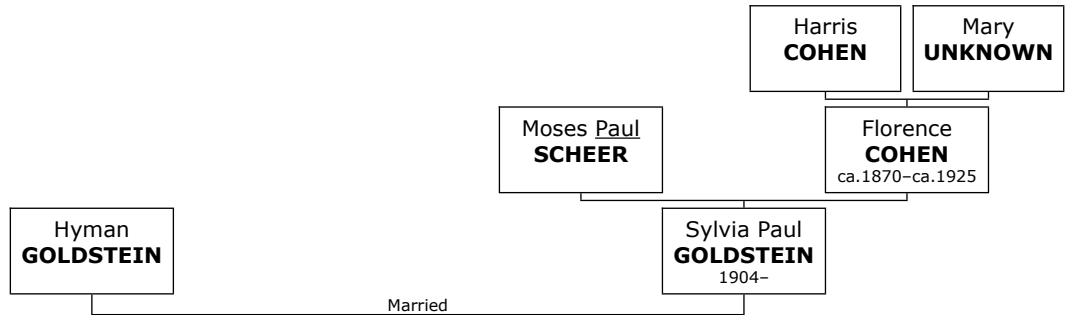 Harris
COHEN
Mary
UNKNOWN
Moses Paul
SCHEER
Florence
COHEN
ca.1870–ca.1925
Hyman
GOLDSTEIN
Sylvia Paul
GOLDSTEIN
1904–
Married